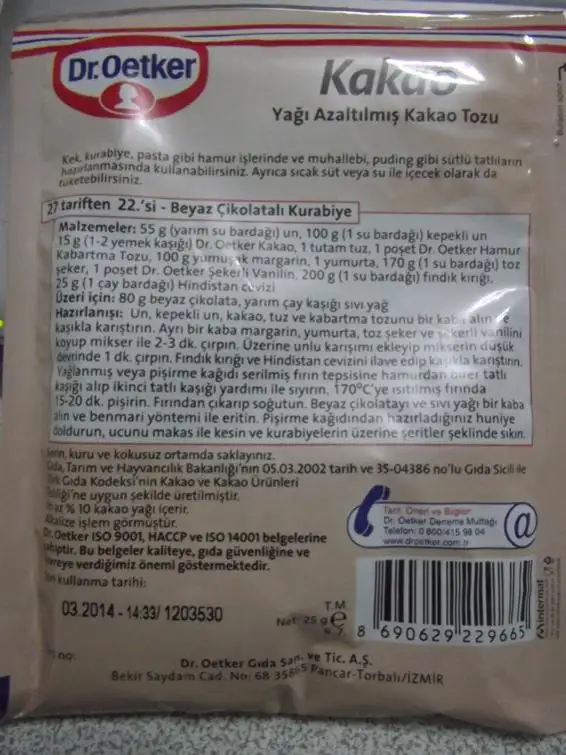 Dr.Oetker
Kakao
Yağı Azaltılmış Kakao Tozu
Kek, kurabiye, pasta gibi hamur işlerinde ve muhallebi, puding gibi sütlü tatlıların
hazırlanmasında kullanabilirsiniz. Ayrıca sıcak süt veya su ile içecek olarak da
tüketebilirsiniz.
27 tariften 22.'si - Beyaz Çikolatalı Kurabiye
Malzemeler: 55 g (yarım su bardağı) un, 100 g (1 su bardağı) kepekli un
15 g (1-2 yemek kaşığı) Dr. Oetker Kakao, 1 tutam tuz, 1 poşet Dr. Oetker Hamur
Kabartma Tozu, 100 g yumuşak margarin, 1 yumurta, 170 g (1 su bardağı) toz
şeker, 1 poşet Dr. Oetker Şekerli Vanilin, 200 g (1 su bardağı) fındık kırığı,
25 g (1 çay bardağı) Hindistan cevizi
Üzeri için: 80 g beyaz çikolata, yarım çay kaşığı sıvı yağ
Hazırlanışı: Un, kepekli un, kakao, tuz ve kabartma tozunu bir kaba alın ve
kaşıkla karıştırın. Ayrı bir kaba margarin, yumurta, toz şeker ve şekerli vanilini
koyup mikser ile 2-3 dk. çırpın. Üzerine unlu karışımı ekleyip mikserin düşük
devrinde 1 dk. çırpın. Fındık kırığı ve Hindistan cevizini ilave edip kaşıkla karıştırın.
Yağlanmış veya pişirme kağıdı serilmiş fırın tepsisine hamurdan birer tatlı
kaşığı alıp ikinci tatlı kaşığı yardımı ile sıyırın. 170°C'ye ısıtılmış fırında
15-20 dk. pişirin. Fırından çıkarıp soğutun. Beyaz çikolatayı ve sıvı yağı bir kaba
alın ve benmari yöntemi ile eritin. Pişirme kağıdından hazırladığınız huniye
doldurun, ucunu makas ile kesin ve kurabiyelerin üzerine şeritler şeklinde sıkın.
Serin, kuru ve kokusuz ortamda saklayınız.
Gıda, Tarım ve Hayvancılık Bakanlığı'nın 05.03.2002 tarih ve 35-04386 no'lu Gıda Sicili ile
Türk Gıda Kodeksi'nin Kakao ve Kakao Ürünleri
Tebliği'ne uygun şekilde üretilmiştir.
En az % 10 kakao yağı içerir.
Alkalize işlem görmüştür.
Dr. Oetker ISO 9001, HACCP ve ISO 14001 belgelerine
sahiptir. Bu belgeler kaliteye, gıda güvenliğine ve
çevreye verdiğimiz önemi göstermektedir.
Son kullanma tarihi:
03.2014 - 14:33/ 1203530
Tarif, Öneri ve Bilgiler
Dr. Oetker Deneme Mutfağı
Telefon: 0 800/415 98 04
www.droetker.com.tr
@
T.M.
Net: 25 g e
8 690629 229665
intermat
no:
Dr. Oetker Gıda San. ve Tic. A.Ş.
Bekir Saydam Cad. No: 68 35865 Pancar-Torbalı/İZMİR